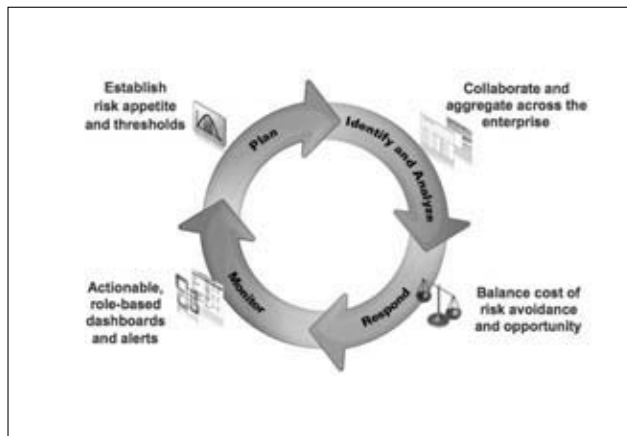 Establish
risk appetite
and thresholds
Plan
Identify and Analyze
Collaborate and
aggregate across the
enterprise
Actionable,
role-based
dashboards
and alerts
Monitor
Respond
Balance cost of
risk avoidance
and opportunity